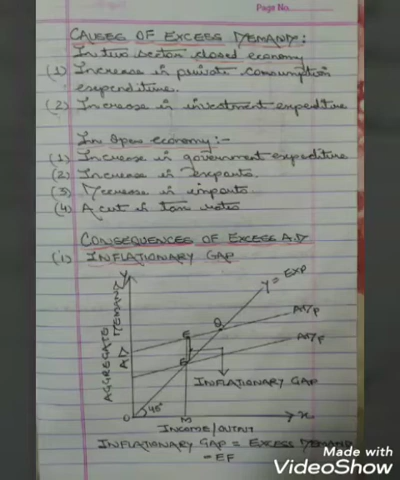 Page No.
CAUSES OF EXCESS DEMAND:
In two sector closed economy
(1) Increase in private consumption
expenditure.
(2) Increase in investment expenditure
In Open economy:-
(1) Increase in government expenditure
(2) Increase in exports.
(3) Decrease in imports
(4) A cut in tax rates
CONSEQUENCES OF EXCESS A.D
(i) INFLATIONARY GAP
Y
AGGREGATE DEMAND
AD
Y = EXP
AD/F
AD/F
Q
E
INFLATIONARY GAP
45°
O
M
x
INCOME/OUTPUT
INFLATIONARY GAP = EXCESS DEMAND
= EF
Made with
VideoShow